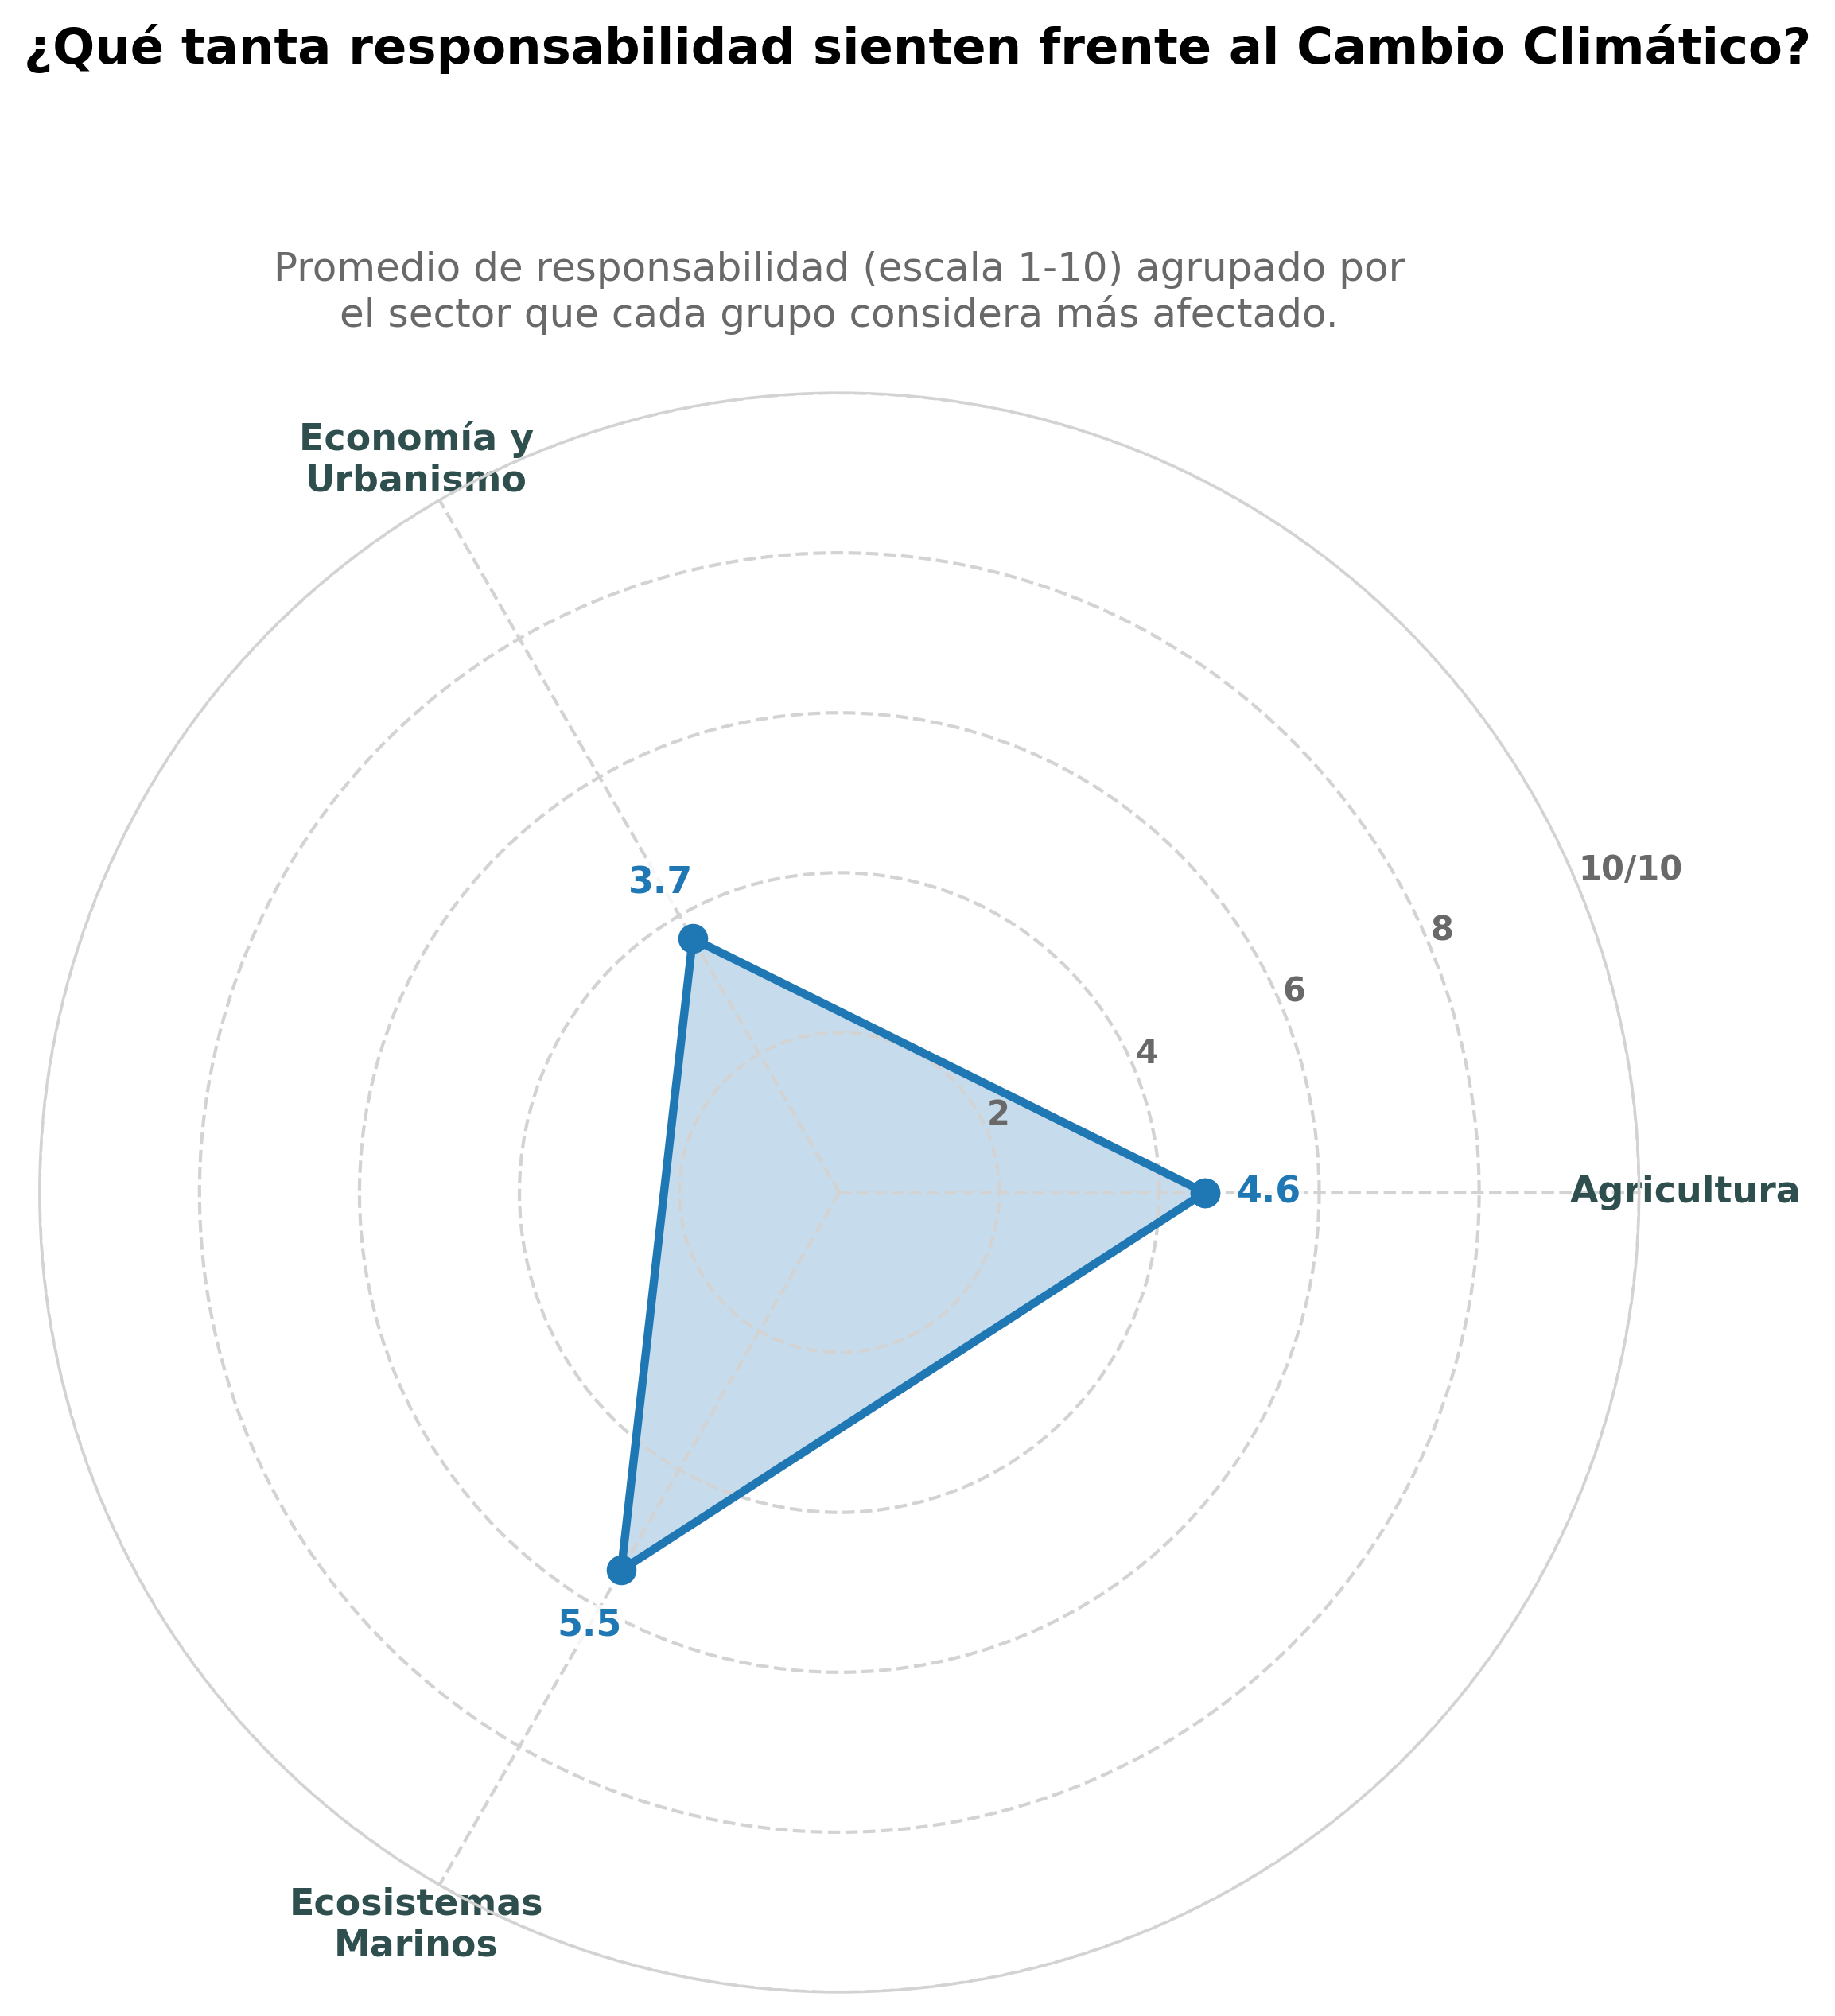 ¿Qué tanta responsabilidad sienten frente al Cambio Climático?
Promedio de responsabilidad (escala 1-10) agrupado por
el sector que cada grupo considera más afectado.
Economía y
Urbanismo
10/10
3.7
8
6
4
2
4.6
Agricultura
5.5
Ecosistemas
Marinos